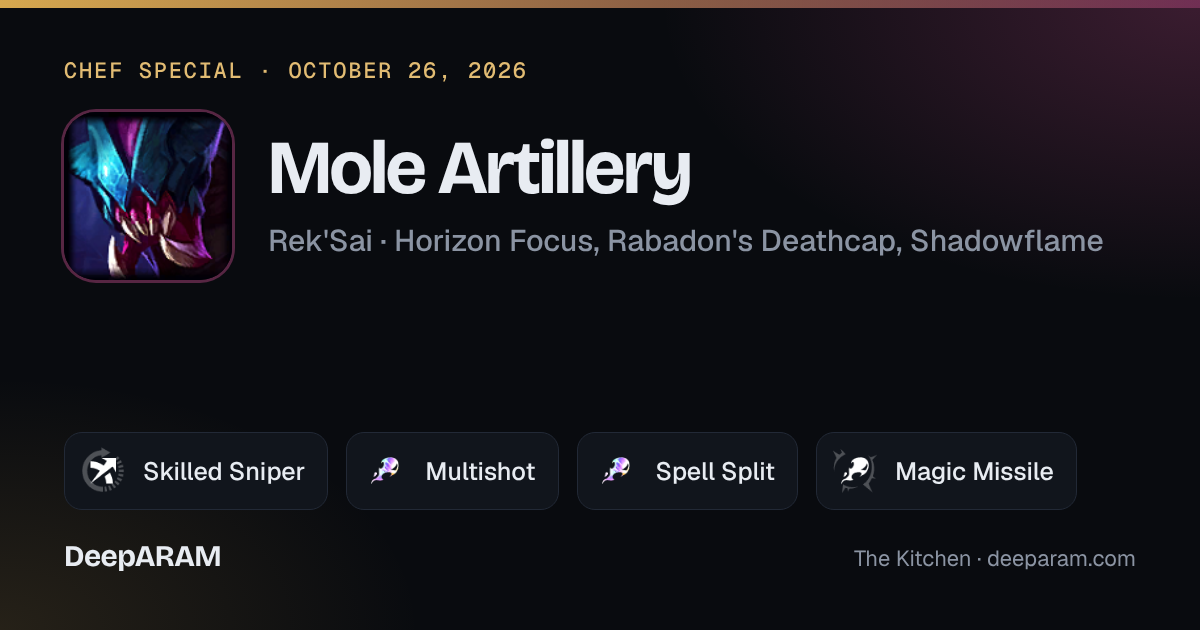 CHEF SPECIAL · OCTOBER 26, 2026
Mole Artillery
Rek'Sai · Horizon Focus, Rabadon's Deathcap, Shadowflame
Skilled Sniper
Multishot
Spell Split
Magic Missile
DeepARAM
The Kitchen · deeparam.com